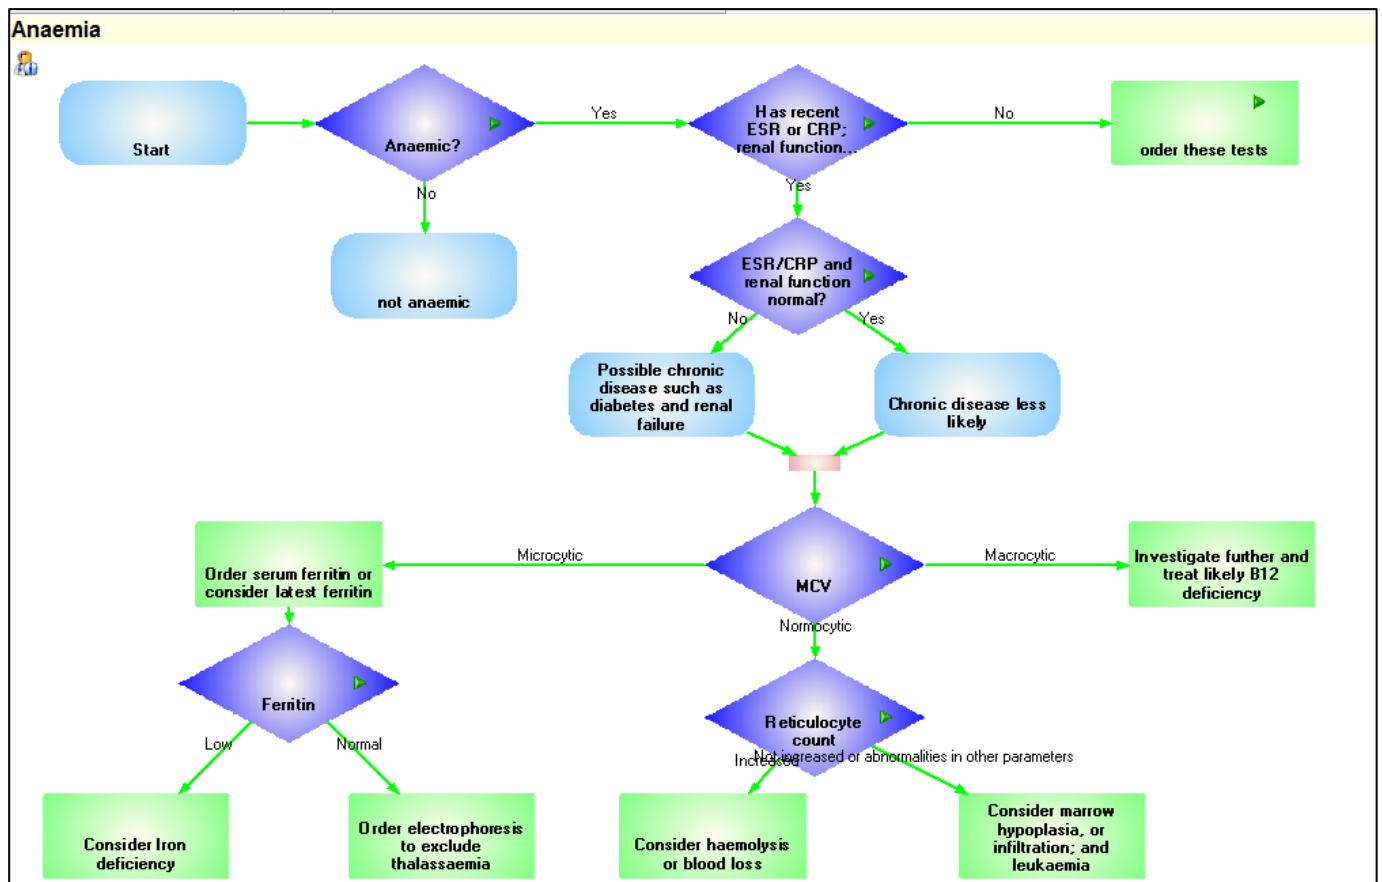 Anaemia
Start
Anaemic?
Yes
Has recent
ESR or CRP;
renal function...
No
order these tests
No
not anaemic
Yes
ESR/CRP and
renal function
normal?
No
Yes
Possible chronic
disease such as
diabetes and renal
failure
Chronic disease less
likely
Microcytic
MCV
Macrocytic
Order serum ferritin or
consider latest ferritin
Investigate further and
treat likely B12
deficiency
Normocytic
Ferritin
Reticulocyte
count
Low
Normal
Increased
Not increased or abnormalities in other parameters
Consider Iron
deficiency
Order electrophoresis
to exclude
thalassaemia
Consider haemolysis
or blood loss
Consider marrow
hypoplasia, or
infiltration; and
leukaemia